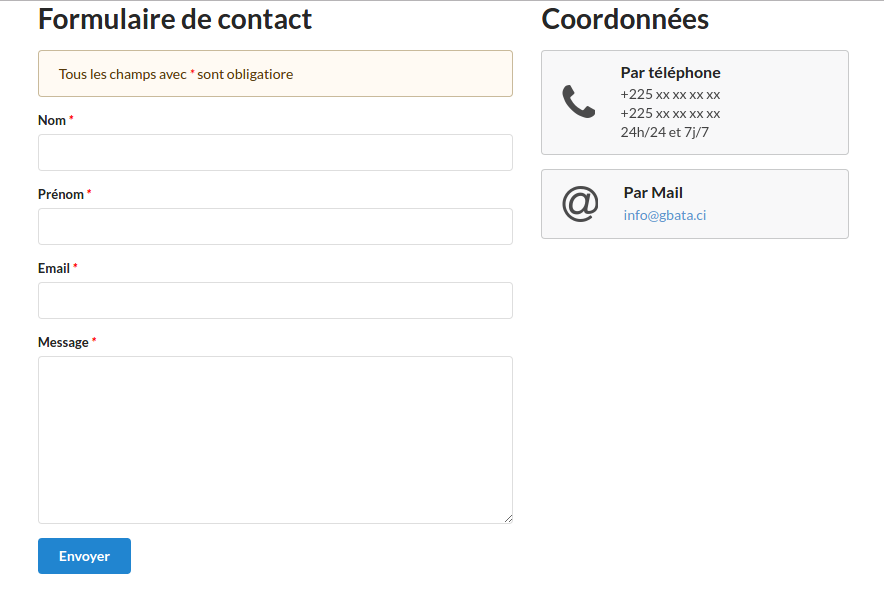 Formulaire de contact
Tous les champs avec * sont obligatiore
Nom *
Prénom *
Email *
Message *
Envoyer
Coordonnées
Par téléphone
+225 xx xx xx xx
+225 xx xx xx xx
24h/24 et 7j/7
@
Par Mail
info@gbata.ci